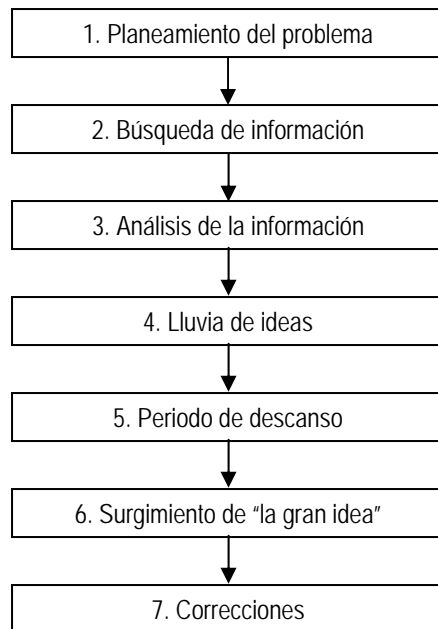 1. Planeamiento del problema
2. Búsqueda de información
3. Análisis de la información
4. Lluvia de ideas
5. Periodo de descanso
6. Surgimiento de “la gran idea”
7. Correcciones